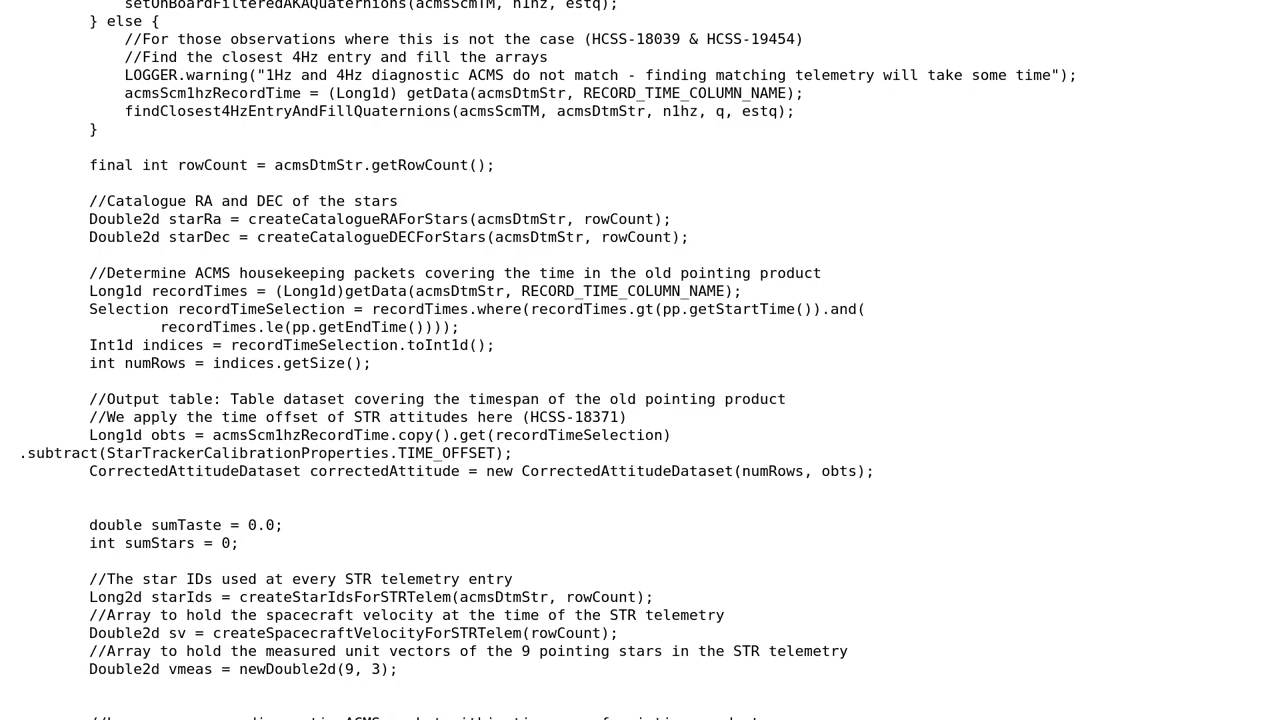 setOnBoardFilteredAKAQuaternions(acmsScmTM, n1hz, estq);
} else {
//For those observations where this is not the case (HCSS-18039 & HCSS-19454)
//Find the closest 4Hz entry and fill the arrays
LOGGER.warning("1Hz and 4Hz diagnostic ACMS do not match - finding matching telemetry will take some time");
acmsScm1hzRecordTime = (Long1d) getData(acmsDtmStr, RECORD_TIME_COLUMN_NAME);
findClosest4HzEntryAndFillQuaternions(acmsScmTM, acmsDtmStr, n1hz, q, estq);
}
final int rowCount = acmsDtmStr.getRowCount();
//Catalogue RA and DEC of the stars
Double2d starRa = createCatalogueRAForStars(acmsDtmStr, rowCount);
Double2d starDec = createCatalogueDECForStars(acmsDtmStr, rowCount);
//Determine ACMS housekeeping packets covering the time in the old pointing product
Long1d recordTimes = (Long1d)getData(acmsDtmStr, RECORD_TIME_COLUMN_NAME);
Selection recordTimeSelection = recordTimes.where(recordTimes.gt(pp.getStartTime()).and(
recordTimes.le(pp.getEndTime())));
Int1d indices = recordTimeSelection.toInt1d();
int numRows = indices.getSize();
//Output table: Table dataset covering the timespan of the old pointing product
//We apply the time offset of STR attitudes here (HCSS-18371)
Long1d obts = acmsScm1hzRecordTime.copy().get(recordTimeSelection)
.subtract(StarTrackerCalibrationProperties.TIME_OFFSET);
CorrectedAttitudeDataset correctedAttitude = new CorrectedAttitudeDataset(numRows, obts);
double sumTaste = 0.0;
int sumStars = 0;
//The star IDs used at every STR telemetry entry
Long2d starIds = createStarIdsForSTRTelem(acmsDtmStr, rowCount);
//Array to hold the spacecraft velocity at the time of the STR telemetry
Double2d sv = createSpacecraftVelocityForSTRTelem(rowCount);
//Array to hold the measured unit vectors of the 9 pointing stars in the STR telemetry
Double2d vmeas = newDouble2d(9, 3);